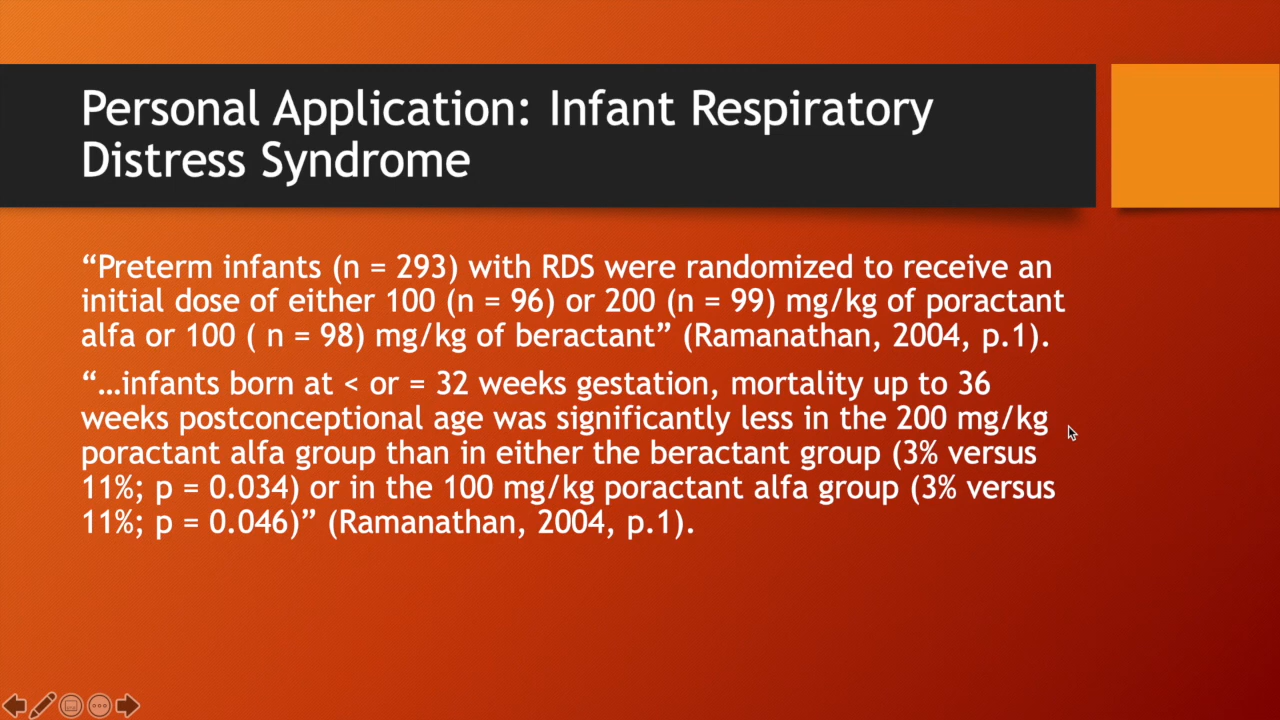 Personal Application: Infant Respiratory
Distress Syndrome
“Preterm infants (n = 293) with RDS were randomized to receive an
initial dose of either 100 (n = 96) or 200 (n = 99) mg/kg of poractant
alfa or 100 ( n = 98) mg/kg of beractant” (Ramanathan, 2004, p.1).
“…infants born at < or = 32 weeks gestation, mortality up to 36
weeks postconceptional age was significantly less in the 200 mg/kg
poractant alfa group than in either the beractant group (3% versus
11%; p = 0.034) or in the 100 mg/kg poractant alfa group (3% versus
11%; p = 0.046)” (Ramanathan, 2004, p.1).